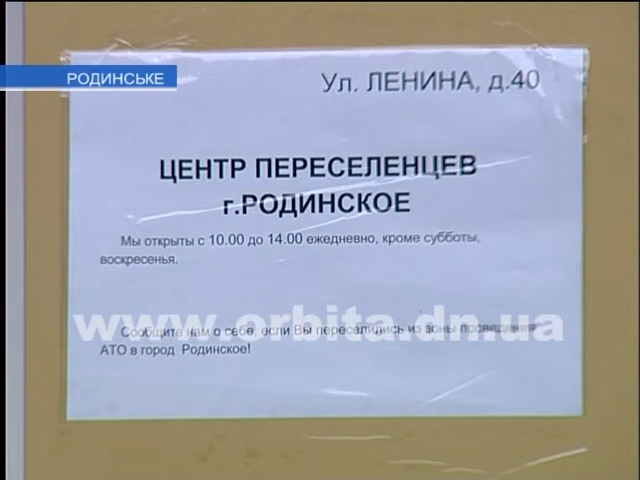 РОДИНСЬКЕ
Ул. ЛЕНИНА, д.40
ЦЕНТР ПЕРЕСЕЛЕНЦЕВ
г.РОДИНСКОЕ
Мы открыты с 10.00 до 14.00 ежедневно, кроме субботы,
воскресенья.
www.orbita.dn.ua
Сообщите нам о себе, если Вы переселились из зоны проведения
АТО в город Родинское!